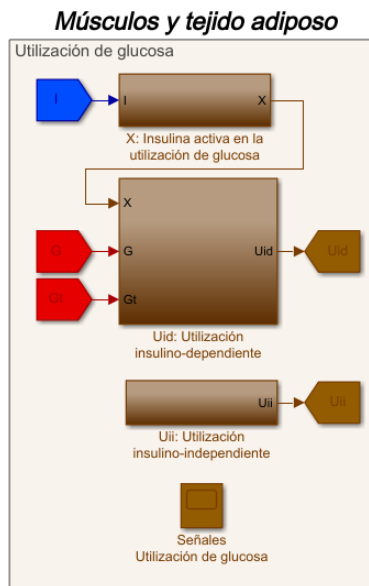 Músculos y tejido adiposo
Utilización de glucosa
I
I
X
X: Insulina activa en la
utilización de glucosa
X
G
G
Uid
Uid
Gt
Gt
Uid: Utilización
insulino-dependiente
Uii
Uii
Uii: Utilización
insulino-independiente
Señales
Utilización de glucosa